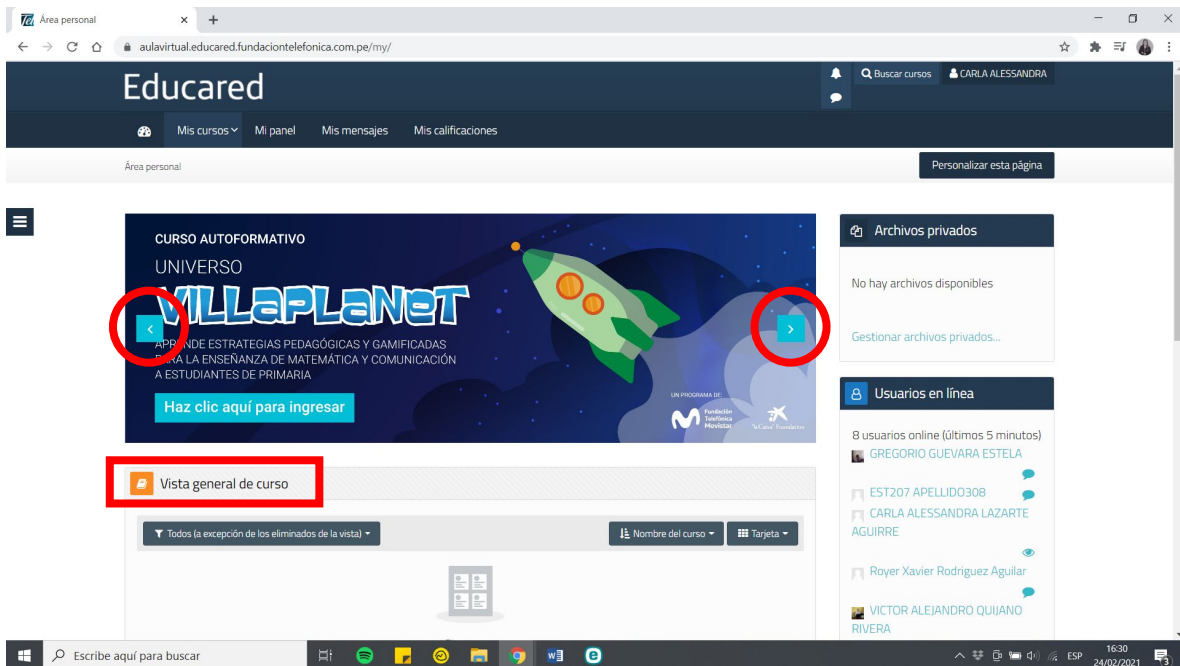 Área personal
aulavirtual.educared.fundaciontelefonica.com.pe/my/
Educared
Buscar cursos
CARLA ALESSANDRA
Mis cursos
Mi panel
Mis mensajes
Mis calificaciones
Área personal
Personalizar esta página
CURSO AUTOFORMATIVO
UNIVERSO
VILLAPLANET
APRENDE ESTRATEGIAS PEDAGÓGICAS Y GAMIFICADAS
PARA LA ENSEÑANZA DE MATEMÁTICA Y COMUNICACIÓN
A ESTUDIANTES DE PRIMARIA
Haz clic aquí para ingresar
UN PROGRAMA DE:
Fundación
Telefónica
Movistar
"la Caixa" Foundation
Archivos privados
No hay archivos disponibles
Gestionar archivos privados...
Usuarios en línea
8 usuarios online (últimos 5 minutos)
GREGORIO GUEVARA ESTELA
EST207 APELLIDO308
CARLA ALESSANDRA LAZARTE
AGUIRRE
Royer Xavier Rodriguez Aguilar
VICTOR ALEJANDRO QUIJANO
RIVERA
Vista general de curso
Todos (a excepción de los eliminados de la vista)
Nombre del curso
Tarjeta
Escribe aquí para buscar
ESP
16:30
24/02/2021